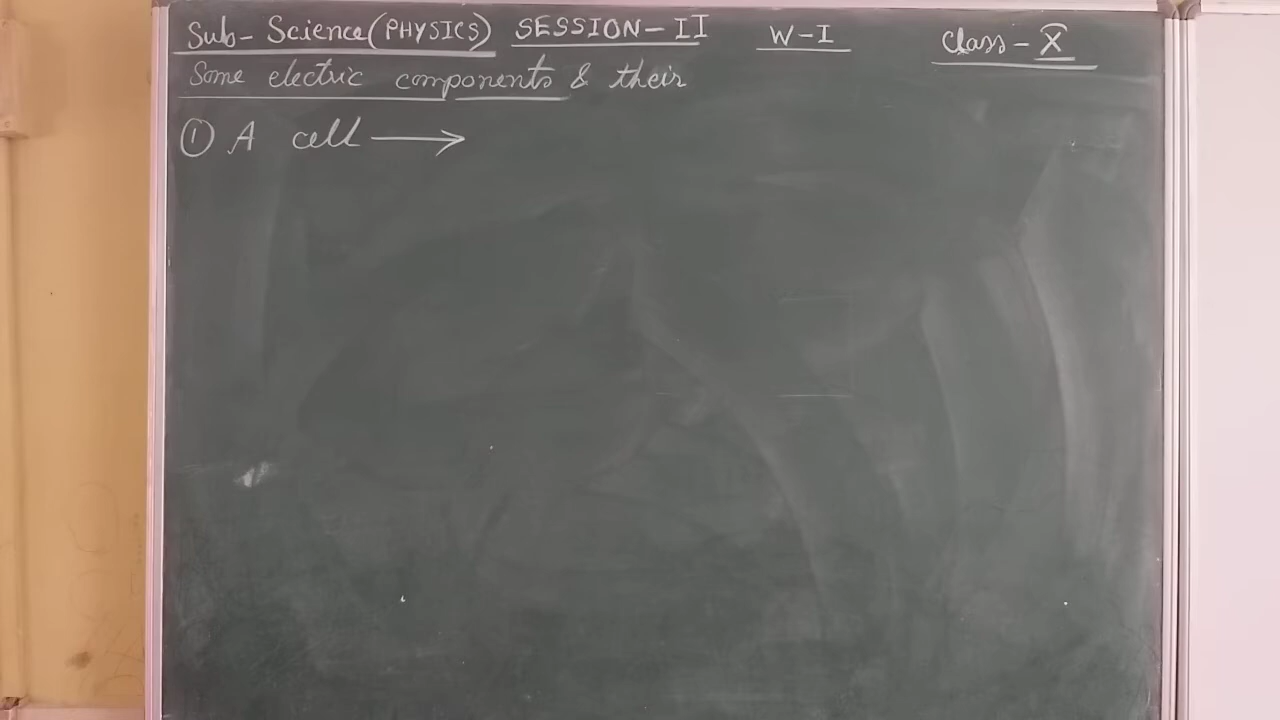 Sub- Science (PHYSICS) SESSION-II W-I Class-X
Some electric components & their
① A cell ⟶